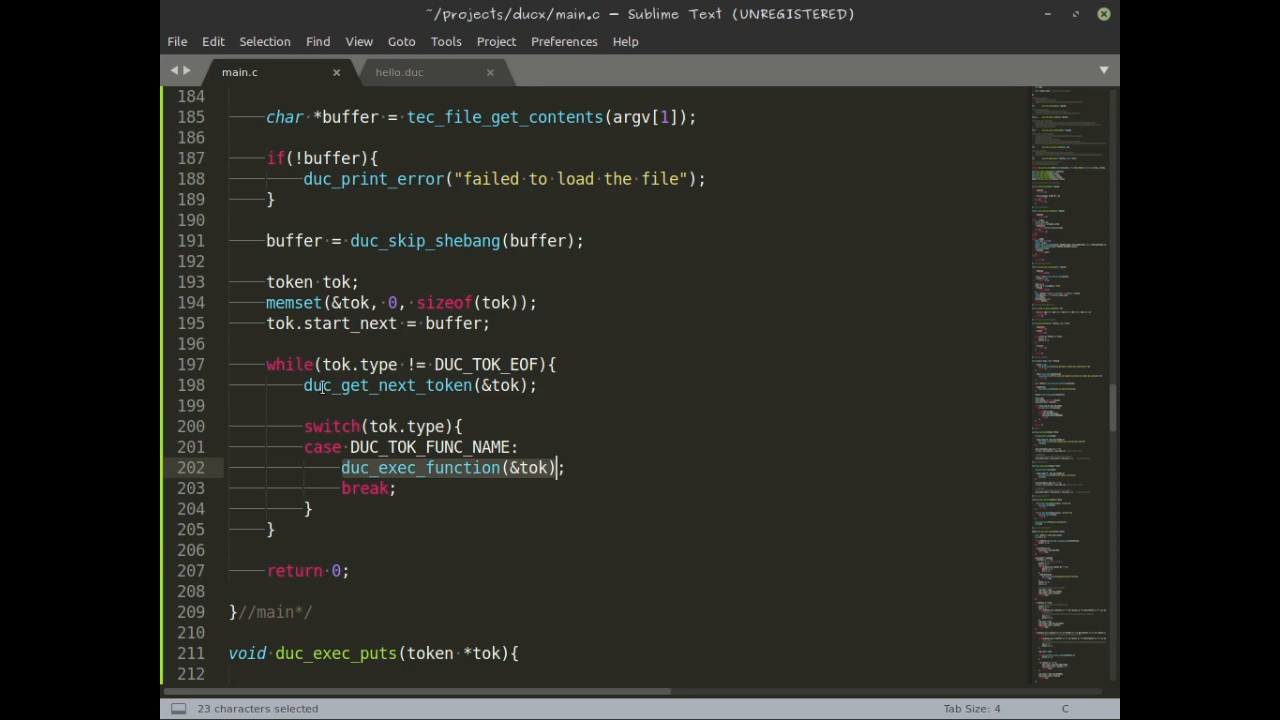 ~/projects/ducx/main.c — Sublime Text (UNREGISTERED)
File Edit Selection Find View Goto Tools Project Preferences Help
main.c × hello.duc ×
184
185 char *buffer = tec_file_get_contents(argv[1]);
186
187 if(!buffer){
188 duc_print_error("failed to load the file");
189 }
190
191 buffer = duc_skip_shebang(buffer);
192
193 token tok;
194 memset(&tok, 0, sizeof(tok));
195 tok.start_next = buffer;
196
197 while(tok.type != DUC_TOK_EOF){
198 duc_get_next_token(&tok);
199
200 switch(tok.type){
201 case DUC_TOK_FUNC_NAME:
202 duc_exec_function(&tok);
203 break;
204 }
205 }
206
207 return 0;
208
209 }//main*/
210
211 void duc_exec_puts(token *tok){
212
23 characters selected Tab Size: 4 C